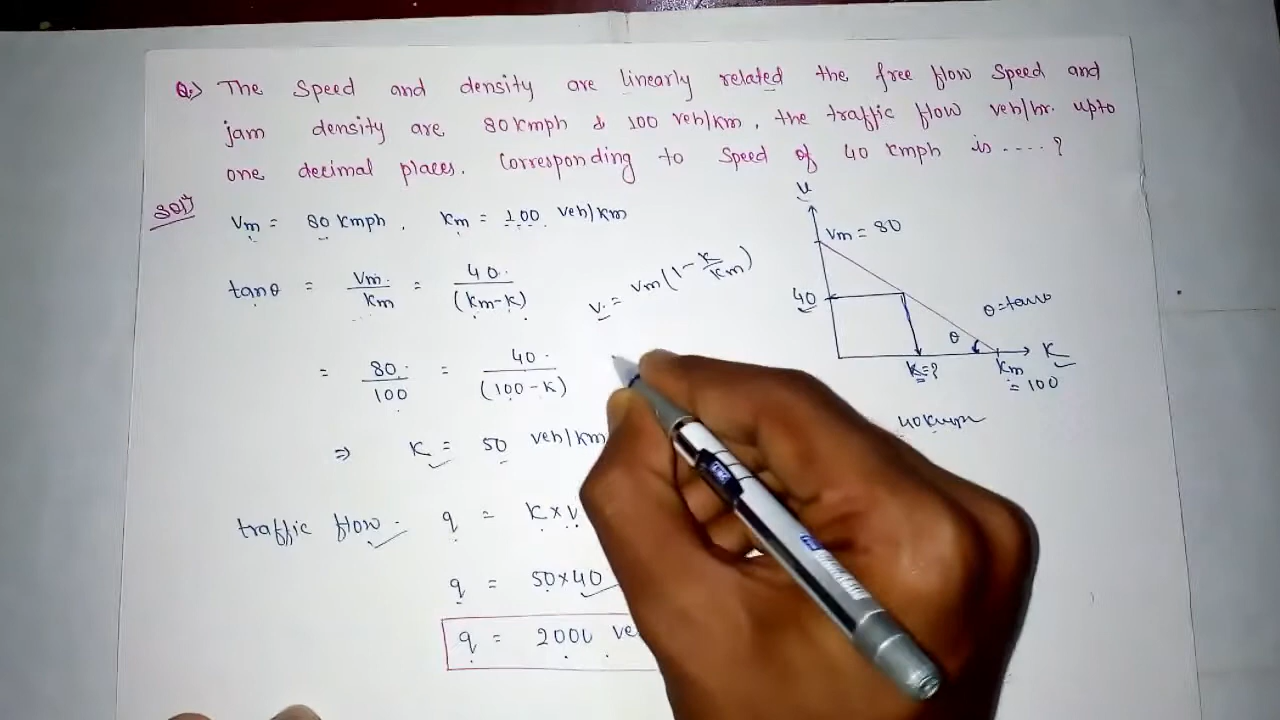 Q.) The Speed and density are linearly related the free flow Speed and
jam density are 80 kmph & 100 veh/km. the traffic flow veh/hr. upto
one decimal places. Corresponding to Speed of 40 kmph is ----?
Sol)
Vm = 80 kmph, Km = 100 veh/km
tanθ = Vm/Km = 40/(Km-K)
V = Vm(1-K/Km)
= 80/100 = 40/(100-K)
⇒ K = 50 veh/km
traffic flow. q = K×V
q = 50×40
q = 2000 ve
u
Vm = 80
40
θ=tan
θ
K=?
Km
= 100
K
40kmph